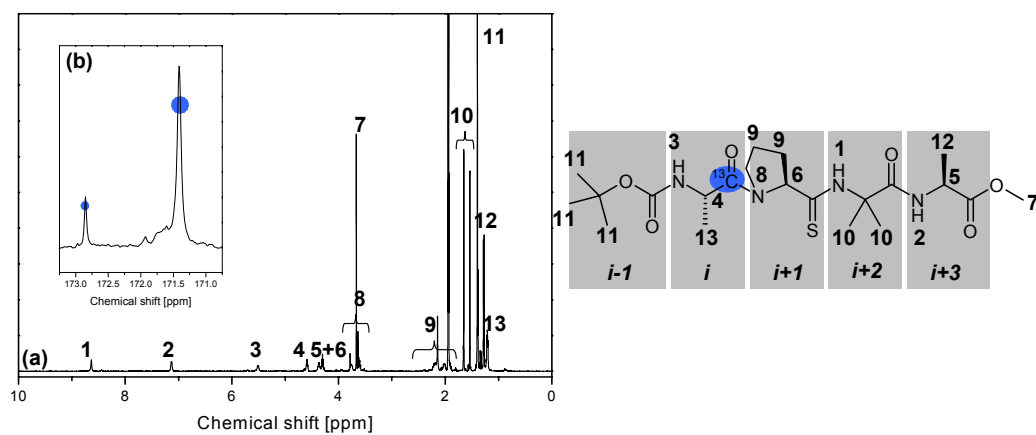 (b)
173.0 172.5 172.0 171.5 171.0
Chemical shift [ppm]
11
10
7
12
8
13
9
(a)
1 2 3 4 5+6
10 8 6 4 2 0
Chemical shift [ppm]
9
3 O 9 1 12
11 H 13C 8 6 H O 5
O N 4 N N N O 7
11 O S H O
11 13 10 10 2
i-1 i i+1 i+2 i+3